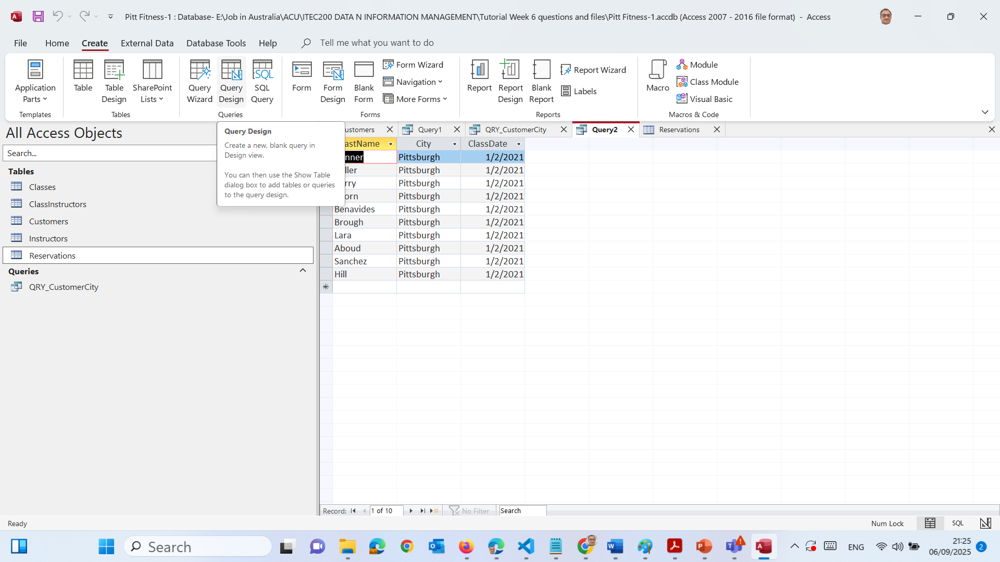 Pitt Fitness-1 : Database- E:\Job in Australia\ACU\ITEC200 DATA N INFORMATION MANAGEMENT\Tutorial Week 6 questions and files\Pitt Fitness-1.accdb (Access 2007 - 2016 file format) - Access
File Home Create External Data Database Tools Help Tell me what you want to do
Application Parts
Templates
Table
Table Design
SharePoint Lists
Tables
Query Wizard
Query Design
SQL Query
Queries
Form
Form Design
Blank Form
Form Wizard
Navigation
More Forms
Forms
Report
Report Design
Blank Report
Report Wizard
Labels
Reports
Macro
Module
Class Module
Visual Basic
Macros & Code
All Access Objects
Search...
Tables
Classes
ClassInstructors
Customers
Instructors
Reservations
Queries
QRY_CustomerCity
Query Design
Create a new, blank query in
Design view.
You can then use the Show Table
dialog box to add tables or queries
to the query design.
ustomers Query1 QRY_CustomerCity Query2 Reservations
astName City ClassDate
nner Pittsburgh 1/2/2021
ller Pittsburgh 1/2/2021
rry Pittsburgh 1/2/2021
orn Pittsburgh 1/2/2021
Benavides Pittsburgh 1/2/2021
Brough Pittsburgh 1/2/2021
Lara Pittsburgh 1/2/2021
Aboud Pittsburgh 1/2/2021
Sanchez Pittsburgh 1/2/2021
Hill Pittsburgh 1/2/2021
Record: 1 of 10 No Filter Search
Ready Num Lock SQL
Search ENG 21:25
06/09/2025 2